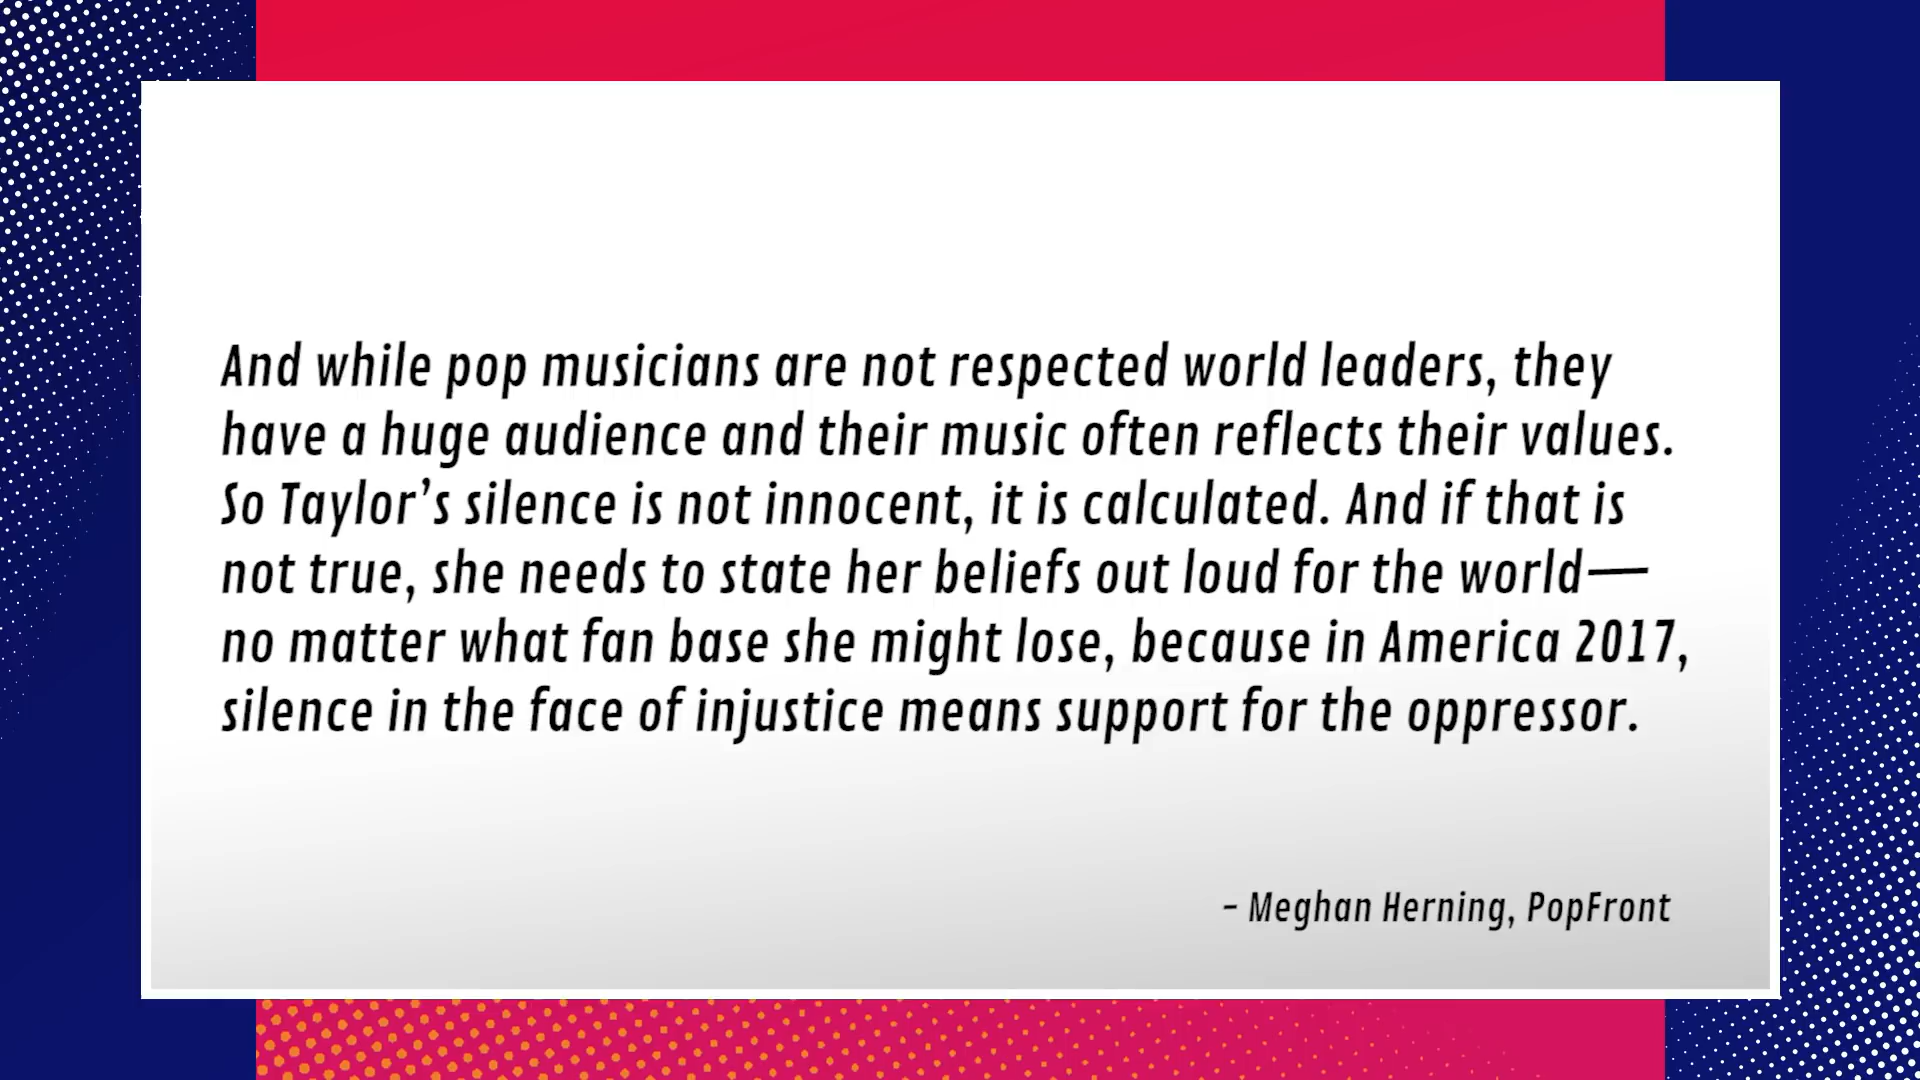 And while pop musicians are not respected world leaders, they
have a huge audience and their music often reflects their values.
So Taylor’s silence is not innocent, it is calculated. And if that is
not true, she needs to state her beliefs out loud for the world—
no matter what fan base she might lose, because in America 2017,
silence in the face of injustice means support for the oppressor.
- Meghan Herning, PopFront